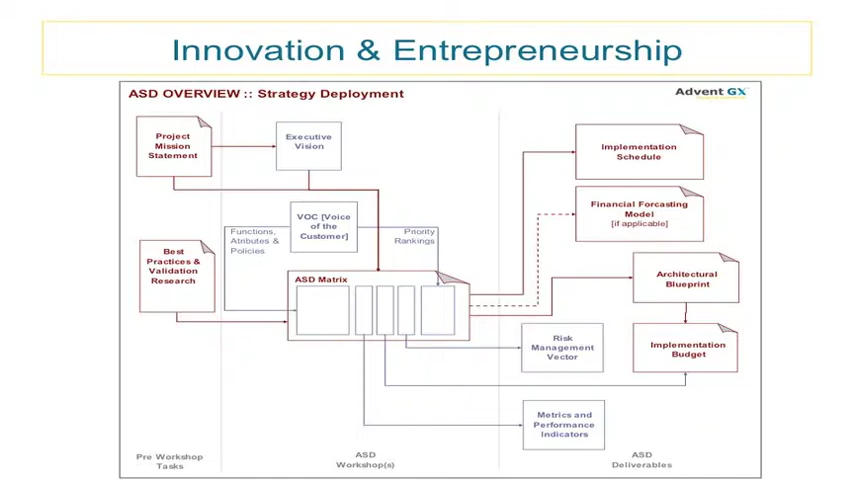 Innovation & Entrepreneurship
ASD OVERVIEW :: Strategy Deployment
Advent GX
Project
Mission
Statement
Executive
Vision
Implementation
Schedule
VOC [Voice
of the
Customer]
Functions,
Atributes &
Policies
Priority
Rankings
Financial Forcasting
Model
[if applicable]
Best
Practices &
Validation
Research
ASD Matrix
Architectural
Blueprint
Risk
Management
Vector
Implementation
Budget
Metrics and
Performance
Indicators
Pre Workshop
Tasks
ASD
Workshop(s)
ASD
Deliverables